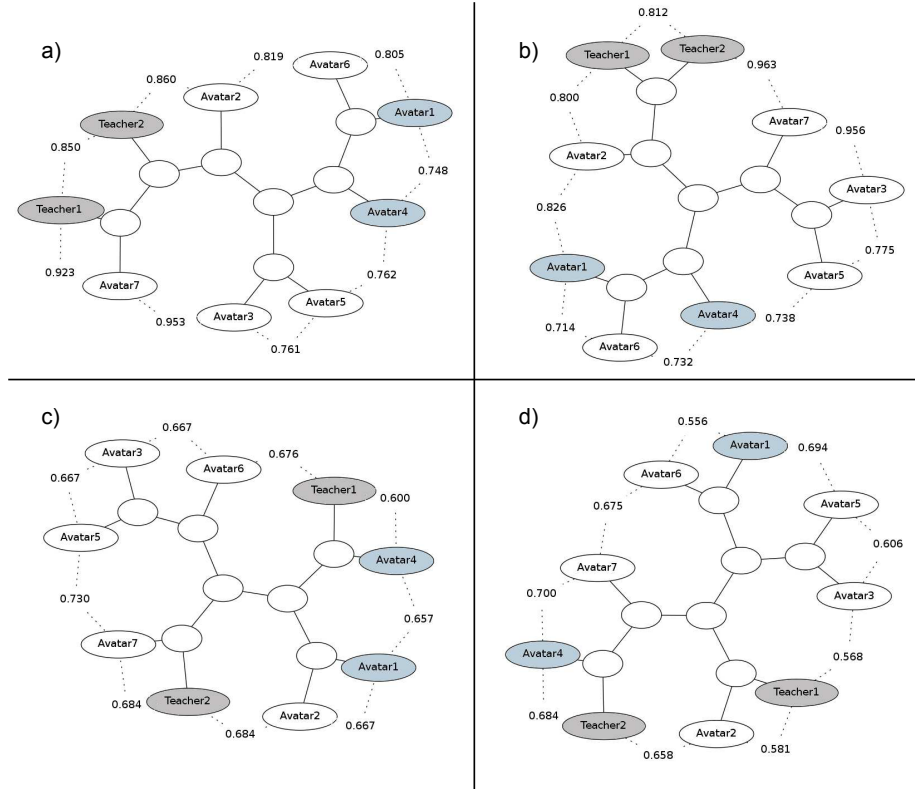 a)
0.819
0.805
Avatar6
0.860
Avatar2
Avatar1
Teacher2
0.850
0.748
Teacher1
Avatar4
0.923
0.762
Avatar7
Avatar5
0.953
Avatar3
0.761
b)
0.812
Teacher1
Teacher2
0.963
0.800
Avatar7
0.956
Avatar2
Avatar3
0.826
0.775
Avatar1
Avatar5
0.714
Avatar4
0.738
Avatar6
0.732
c)
0.667
Avatar3
Avatar6
0.676
0.667
Teacher1
0.600
Avatar5
Avatar4
0.730
0.657
Avatar7
Avatar1
0.684
Teacher2
Avatar2
0.667
0.684
d)
0.556
Avatar1
0.694
Avatar6
0.675
Avatar5
0.606
Avatar7
0.700
Avatar3
Avatar4
0.568
Teacher1
0.684
Teacher2
Avatar2
0.581
0.658